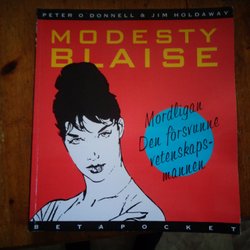 PETER O DONNELL & JIM HOLDAWAY
MODESTY
BLAISE
Mordligan
Den försvunne
vetenskaps-
mannen
BETAPOCKET